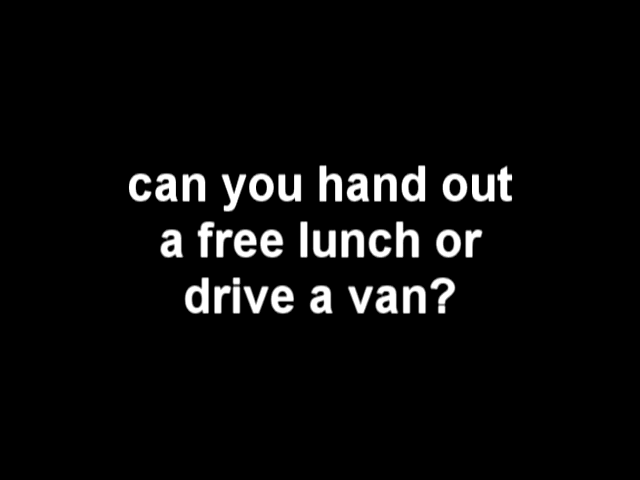 can you hand out
a free lunch or
drive a van?